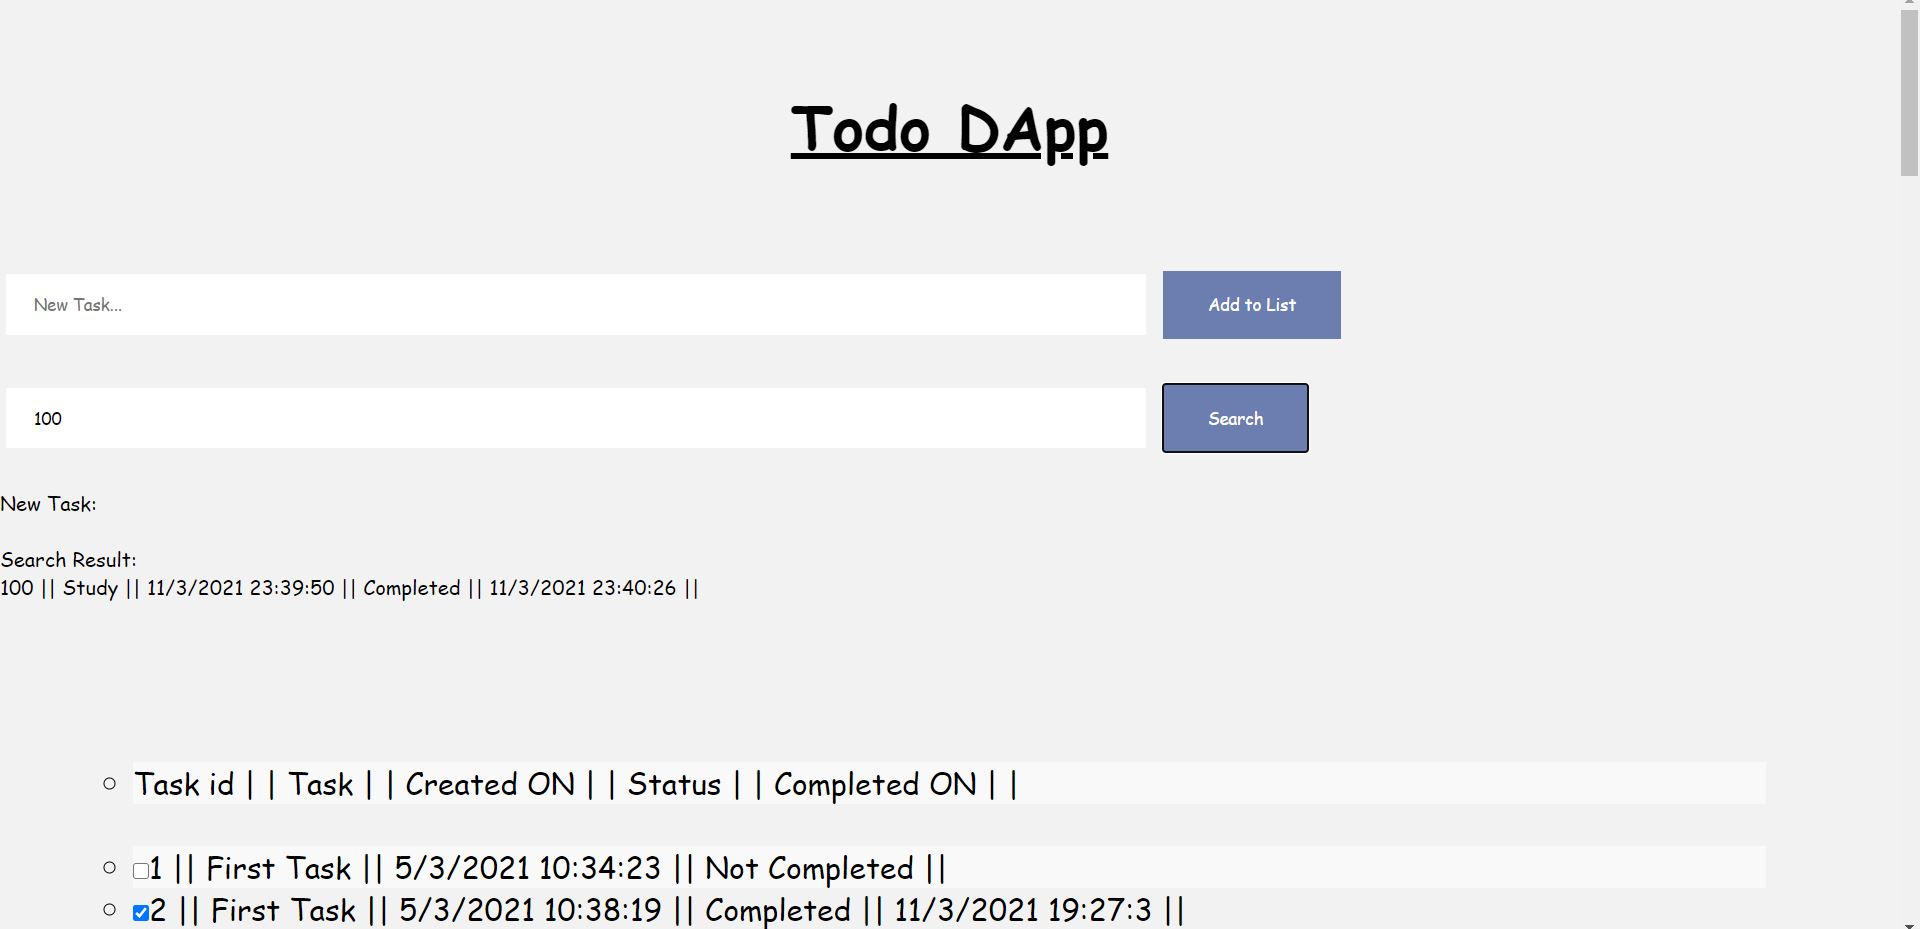 Todo DApp
New Task...
Add to List
100
Search
New Task:
Search Result:
100 || Study || 11/3/2021 23:39:50 || Completed || 11/3/2021 23:40:26 ||
Task id | | Task | | Created ON | | Status | | Completed ON | |
1 || First Task || 5/3/2021 10:34:23 || Not Completed ||
2 || First Task || 5/3/2021 10:38:19 || Completed || 11/3/2021 19:27:3 ||